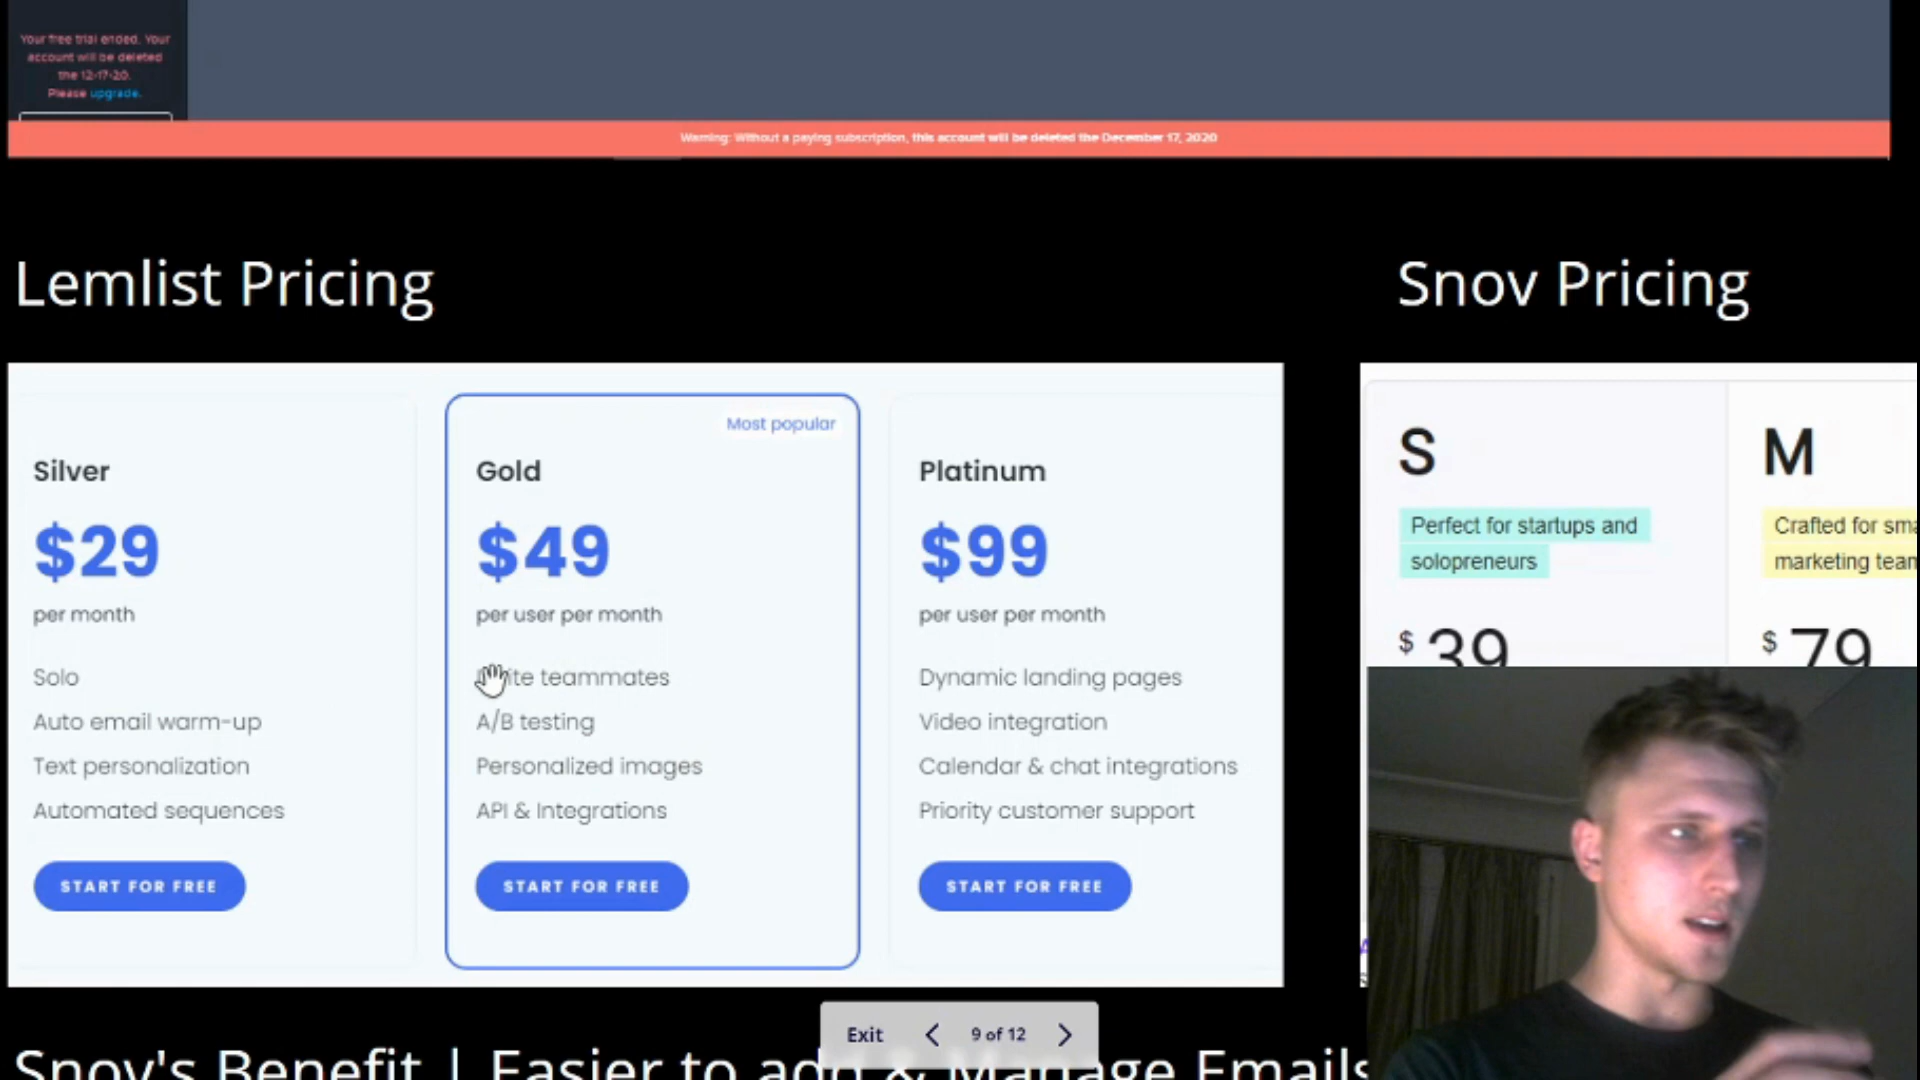 Your free trial ended. Your
account will be deleted
the 12-17-20.
Please upgrade.
Warning: Without a paying subscription, this account will be deleted the December 17, 2020
Lemlist Pricing
Snov Pricing
Most popular
Silver
$29
per month
Solo
Auto email warm-up
Text personalization
Automated sequences
START FOR FREE
Gold
$49
per user per month
teammates
A/B testing
Personalized images
API & Integrations
START FOR FREE
Platinum
$99
per user per month
Dynamic landing pages
Video integration
Calendar & chat integrations
Priority customer support
START FOR FREE
S
Perfect for startups and
solopreneurs
$ 39
M
Crafted for
marketing
$ 79
Exit < 9 of 12 >
Snov's Benefit | Easier to add & Manage Emails